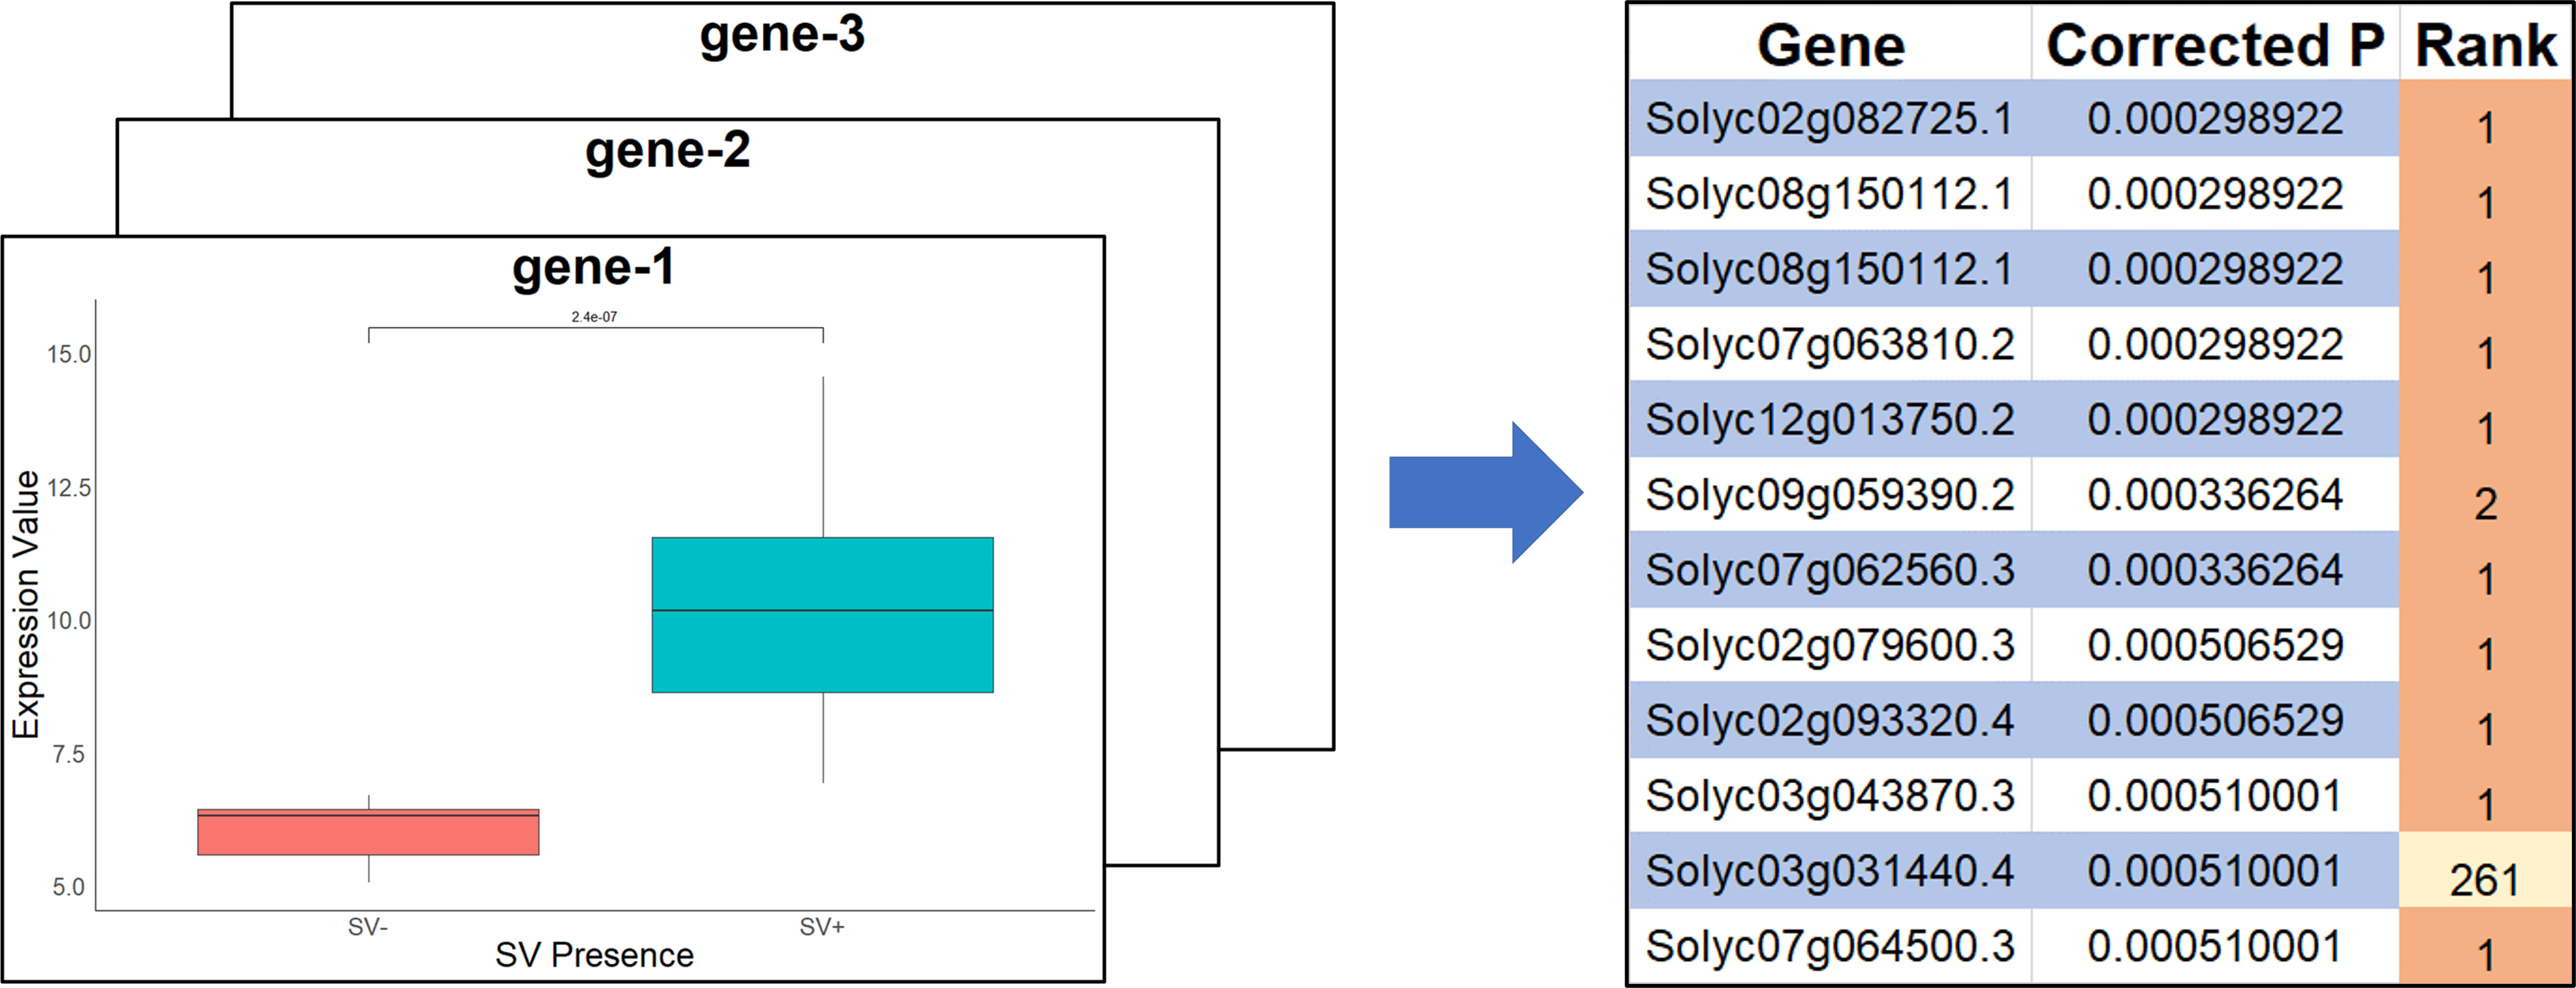 gene-3
gene-2
gene-1
2.4e-07
15.0
12.5
10.0
7.5
5.0
Expression Value
SV-
SV+
SV Presence
Gene Corrected P Rank
Solyc02g082725.1 0.000298922 1
Solyc08g150112.1 0.000298922 1
Solyc08g150112.1 0.000298922 1
Solyc07g063810.2 0.000298922 1
Solyc12g013750.2 0.000298922 1
Solyc09g059390.2 0.000336264 2
Solyc07g062560.3 0.000336264 1
Solyc02g079600.3 0.000506529 1
Solyc02g093320.4 0.000506529 1
Solyc03g043870.3 0.000510001 1
Solyc03g031440.4 0.000510001 261
Solyc07g064500.3 0.000510001 1